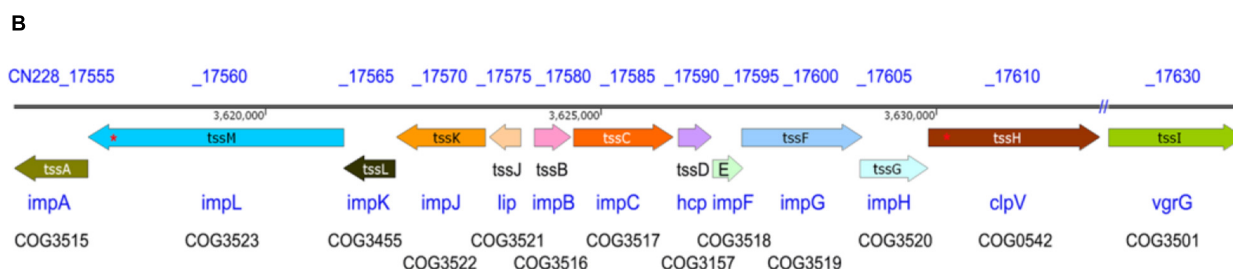 B
CN228_17555 _17560 _17565 _17570 _17575 _17580 _17585 _17590 _17595 _17600 _17605 _17610 _17630
3,620,000 3,625,000 3,630,000 //
* tssM tssK tssC tssF * tssH tssI
tssA tssL tssJ tssB tssD E tssG
impA impL impK impJ lip impB impC hcp impF impG impH clpV vgrG
COG3515 COG3523 COG3455 COG3521 COG3517 COG3518 COG3520 COG0542 COG3501
COG3522 COG3516 COG3157 COG3519